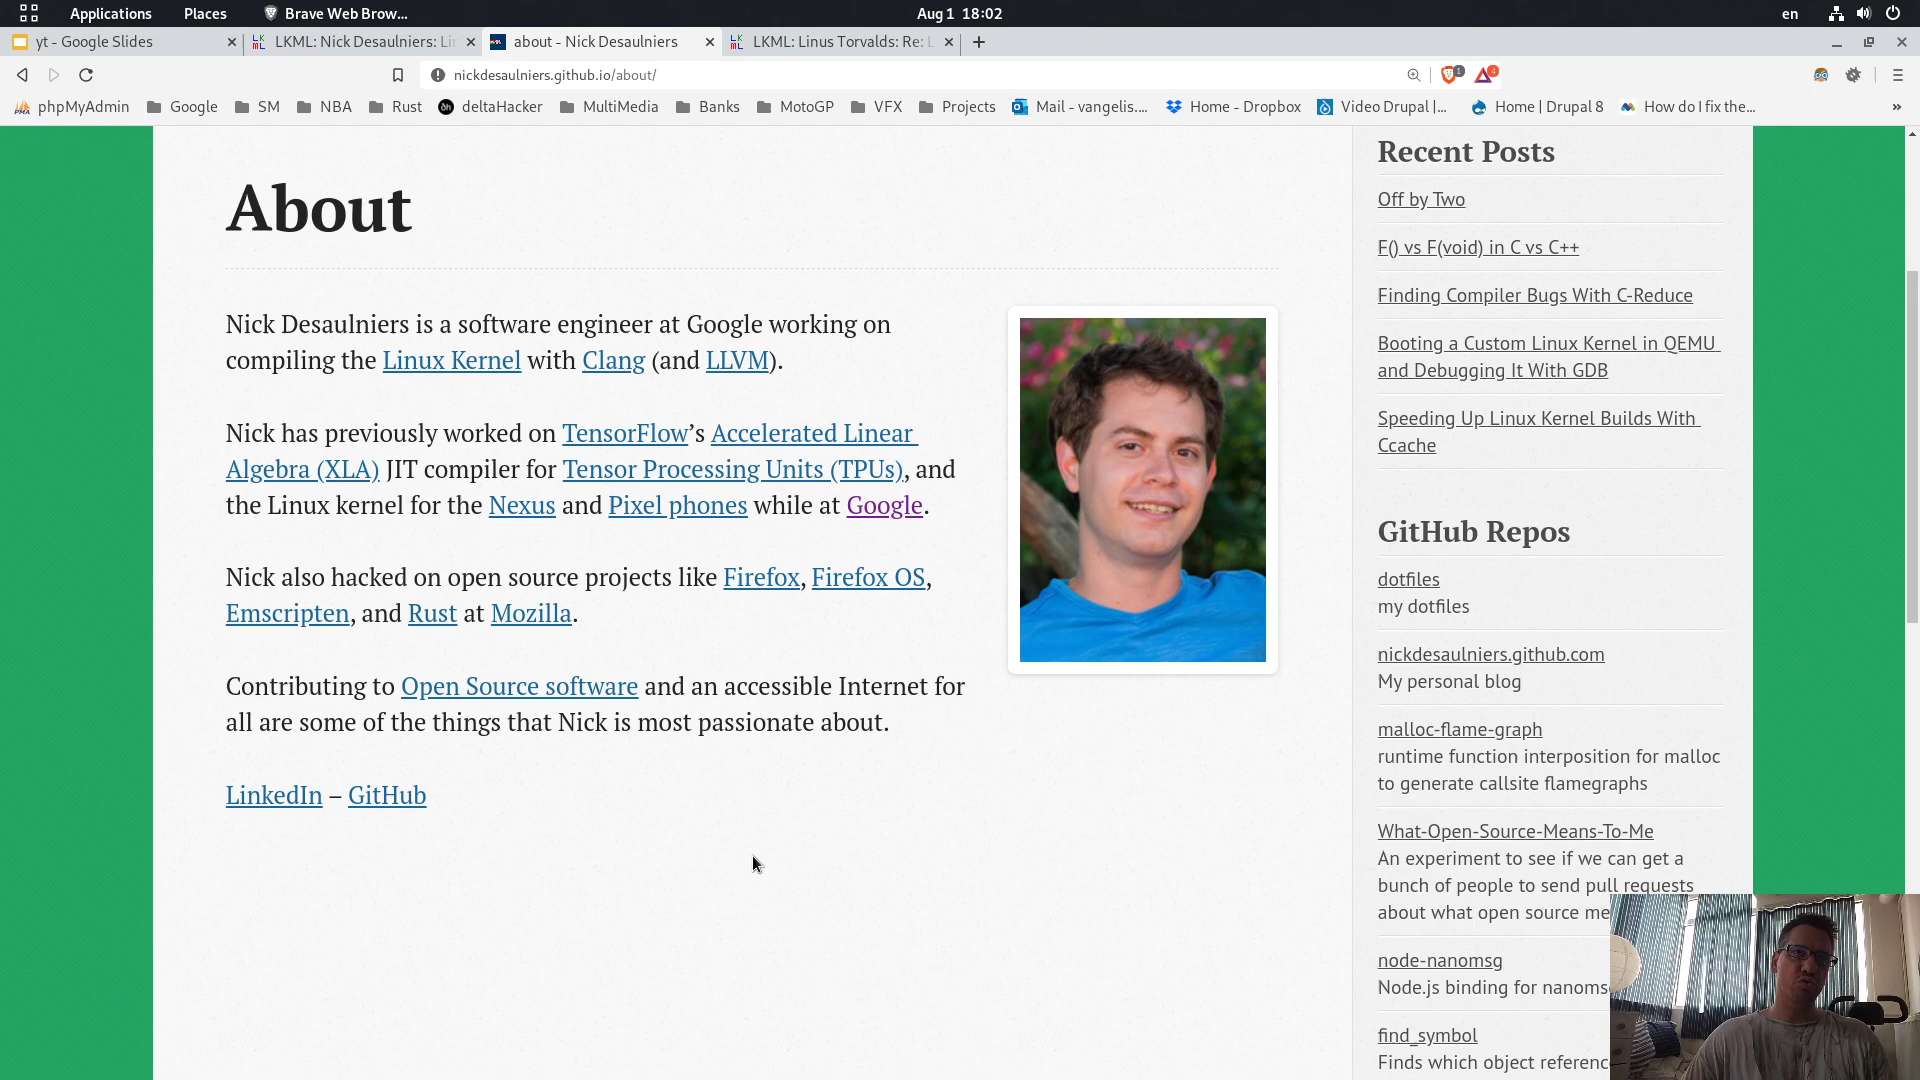 Applications Places Brave Web Brow... Aug 1 18:02 en
yt - Google Slides LKML: Nick Desaulniers: Lin about - Nick Desaulniers LKML: Linus Torvalds: Re: L
nickdesaulniers.github.io/about/ 1 4
phpMyAdmin Google SM NBA Rust deltaHacker MultiMedia Banks MotoGP VFX Projects Mail - vangelis.... Home - Dropbox Video Drupal |... Home | Drupal 8 How do I fix the... »
About
Nick Desaulniers is a software engineer at Google working on
compiling the Linux Kernel with Clang (and LLVM).
Nick has previously worked on TensorFlow’s Accelerated Linear
Algebra (XLA) JIT compiler for Tensor Processing Units (TPUs), and
the Linux kernel for the Nexus and Pixel phones while at Google.
Nick also hacked on open source projects like Firefox, Firefox OS,
Emscripten, and Rust at Mozilla.
Contributing to Open Source software and an accessible Internet for
all are some of the things that Nick is most passionate about.
LinkedIn – GitHub
Recent Posts
Off by Two
F() vs F(void) in C vs C++
Finding Compiler Bugs With C-Reduce
Booting a Custom Linux Kernel in QEMU
and Debugging It With GDB
Speeding Up Linux Kernel Builds With
Ccache
GitHub Repos
dotfiles
my dotfiles
nickdesaulniers.github.com
My personal blog
malloc-flame-graph
runtime function interposition for malloc
to generate callsite flamegraphs
What-Open-Source-Means-To-Me
An experiment to see if we can get a
bunch of people to send pull requests
about what open source me
node-nanomsg
Node.js binding for nanoms
find_symbol
Finds which object referenc